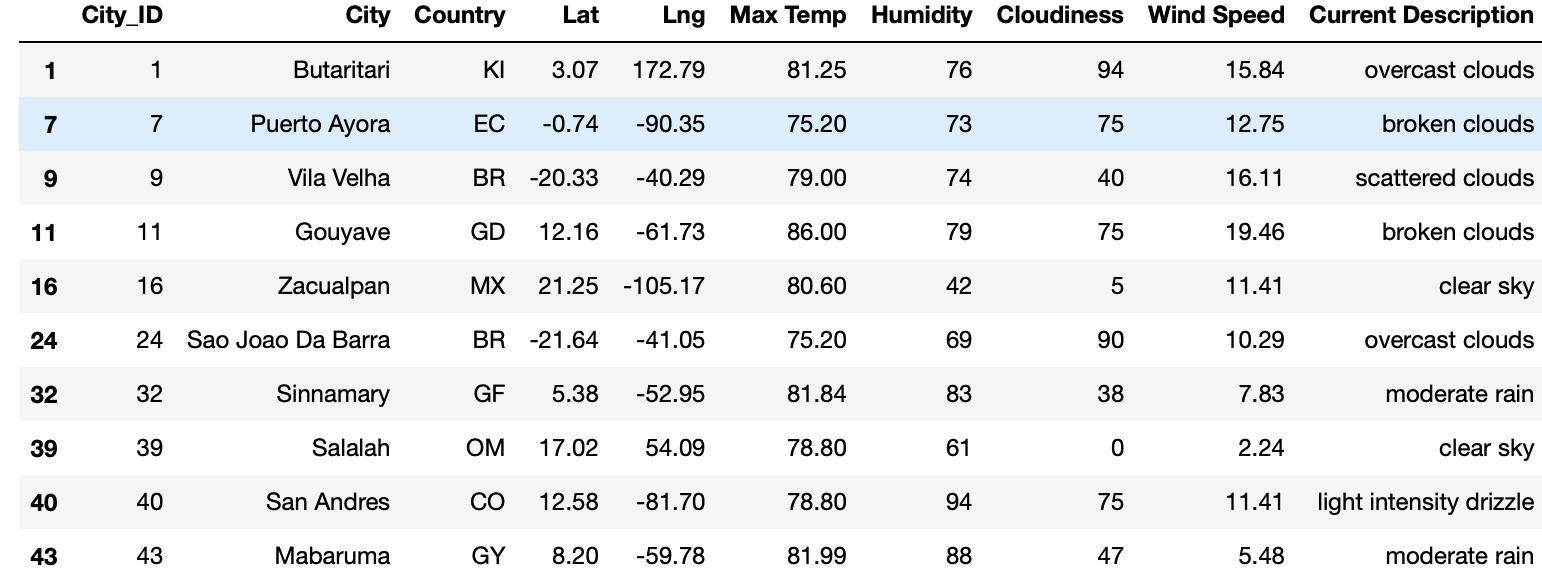 City_ID City Country Lat Lng Max Temp Humidity Cloudiness Wind Speed Current Description
1 1 Butaritari KI 3.07 172.79 81.25 76 94 15.84 overcast clouds
7 7 Puerto Ayora EC -0.74 -90.35 75.20 73 75 12.75 broken clouds
9 9 Vila Velha BR -20.33 -40.29 79.00 74 40 16.11 scattered clouds
11 11 Gouyave GD 12.16 -61.73 86.00 79 75 19.46 broken clouds
16 16 Zacualpan MX 21.25 -105.17 80.60 42 5 11.41 clear sky
24 24 Sao Joao Da Barra BR -21.64 -41.05 75.20 69 90 10.29 overcast clouds
32 32 Sinnamary GF 5.38 -52.95 81.84 83 38 7.83 moderate rain
39 39 Salalah OM 17.02 54.09 78.80 61 0 2.24 clear sky
40 40 San Andres CO 12.58 -81.70 78.80 94 75 11.41 light intensity drizzle
43 43 Mabaruma GY 8.20 -59.78 81.99 88 47 5.48 moderate rain